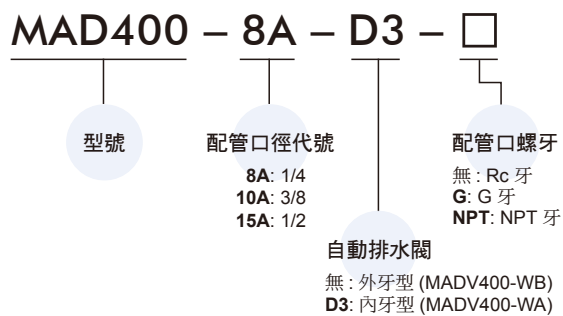 MAD400 – 8A – D3 – □
型號
配管口徑代號
8A: 1/4
10A: 3/8
15A: 1/2
配管口螺牙
無 : Rc 牙
G: G 牙
NPT: NPT 牙
自動排水閥
無 : 外牙型 (MADV400-WB)
D3: 內牙型 (MADV400-WA)